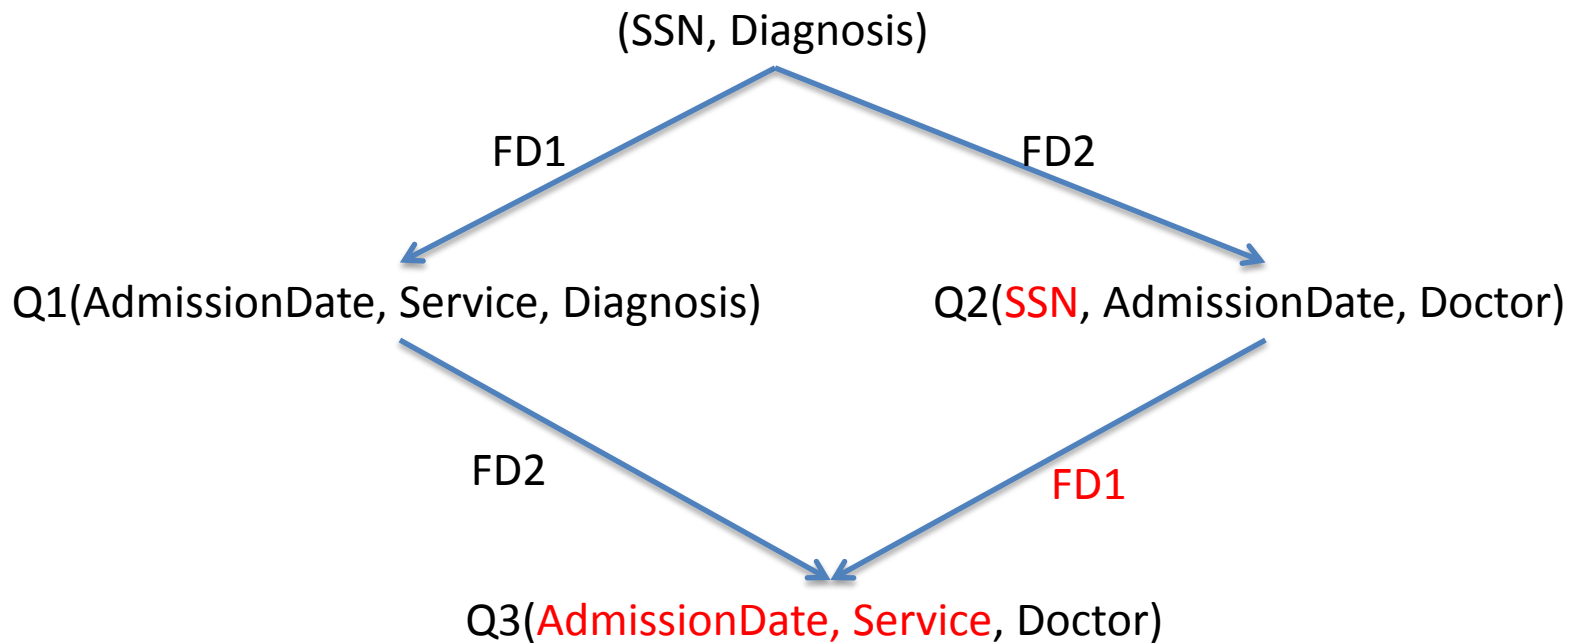 (SSN, Diagnosis)
FD1
FD2
Q1(AdmissionDate, Service, Diagnosis)
Q2(SSN, AdmissionDate, Doctor)
FD2
FD1
Q3(AdmissionDate, Service, Doctor)